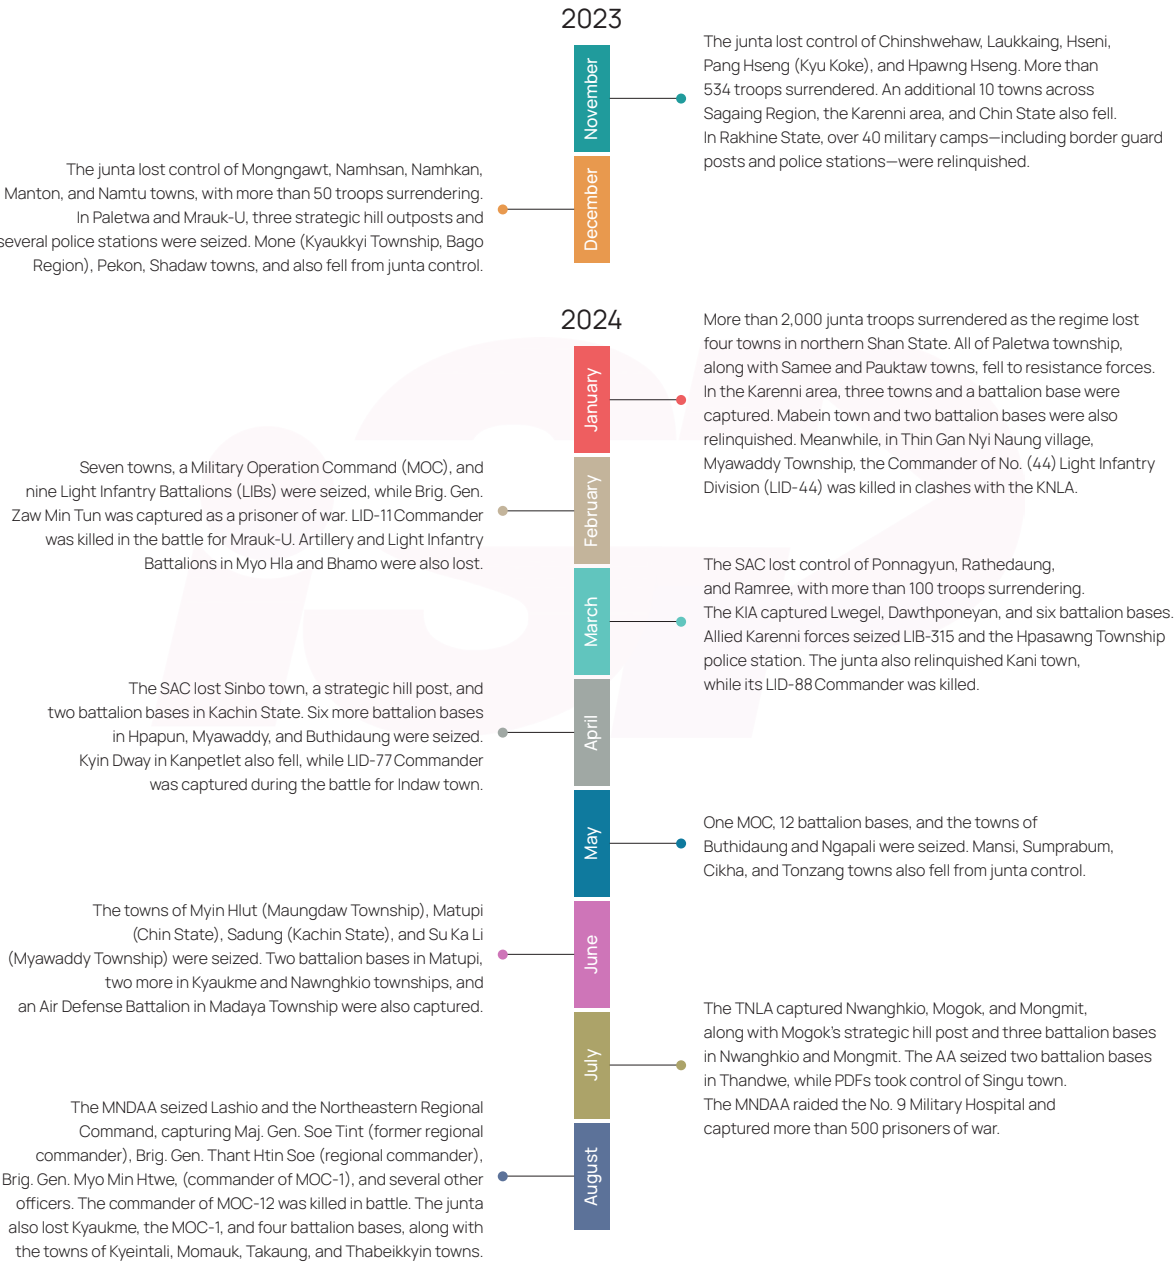 2023
November
The junta lost control of Chinshwehaw, Laukkaing, Hseni,
Pang Hseng (Kyu Koke), and Hpawng Hseng. More than
534 troops surrendered. An additional 10 towns across
Sagaing Region, the Karenni area, and Chin State also fell.
In Rakhine State, over 40 military camps—including border guard
posts and police stations—were relinquished.
December
The junta lost control of Mongngawt, Namhsan, Namhkan,
Manton, and Namtu towns, with more than 50 troops surrendering.
In Paletwa and Mrauk-U, three strategic hill outposts and
several police stations were seized. Mone (Kyaukkyi Township, Bago
Region), Pekon, Shadaw towns, and also fell from junta control.
2024
January
More than 2,000 junta troops surrendered as the regime lost
four towns in northern Shan State. All of Paletwa township,
along with Samee and Pauktaw towns, fell to resistance forces.
In the Karenni area, three towns and a battalion base were
captured. Mabein town and two battalion bases were also
relinquished. Meanwhile, in Thin Gan Nyi Naung village,
Myawaddy Township, the Commander of No. (44) Light Infantry
Division (LID-44) was killed in clashes with the KNLA.
February
Seven towns, a Military Operation Command (MOC), and
nine Light Infantry Battalions (LIBs) were seized, while Brig. Gen.
Zaw Min Tun was captured as a prisoner of war. LID-11 Commander
was killed in the battle for Mrauk-U. Artillery and Light Infantry
Battalions in Myo Hla and Bhamo were also lost.
March
The SAC lost control of Ponnagyun, Rathedaung,
and Ramree, with more than 100 troops surrendering.
The KIA captured Lwegel, Dawthponeyan, and six battalion bases.
Allied Karenni forces seized LIB-315 and the Hpasawng Township
police station. The junta also relinquished Kani town,
while its LID-88 Commander was killed.
April
The SAC lost Sinbo town, a strategic hill post, and
two battalion bases in Kachin State. Six more battalion bases
in Hpapun, Myawaddy, and Buthidaung were seized.
Kyin Dway in Kanpetlet also fell, while LID-77 Commander
was captured during the battle for Indaw town.
May
One MOC, 12 battalion bases, and the towns of
Buthidaung and Ngapali were seized. Mansi, Sumprabum,
Cikha, and Tonzang towns also fell from junta control.
June
The towns of Myin Hlut (Maungdaw Township), Matupi
(Chin State), Sadung (Kachin State), and Su Ka Li
(Myawaddy Township) were seized. Two battalion bases in Matupi,
two more in Kyaukme and Nawnghkio townships, and
an Air Defense Battalion in Madaya Township were also captured.
July
The TNLA captured Nwanghkio, Mogok, and Mongmit,
along with Mogok's strategic hill post and three battalion bases
in Nwanghkio and Mongmit. The AA seized two battalion bases
in Thandwe, while PDFs took control of Singu town.
The MNDAA raided the No. 9 Military Hospital and
captured more than 500 prisoners of war.
August
The MNDAA seized Lashio and the Northeastern Regional
Command, capturing Maj. Gen. Soe Tint (former regional
commander), Brig. Gen. Thant Htin Soe (regional commander),
Brig. Gen. Myo Min Htwe, (commander of MOC-1), and several other
officers. The commander of MOC-12 was killed in battle. The junta
also lost Kyaukme, the MOC-1, and four battalion bases, along with
the towns of Kyeintali, Momauk, Takaung, and Thabeikkyin towns.